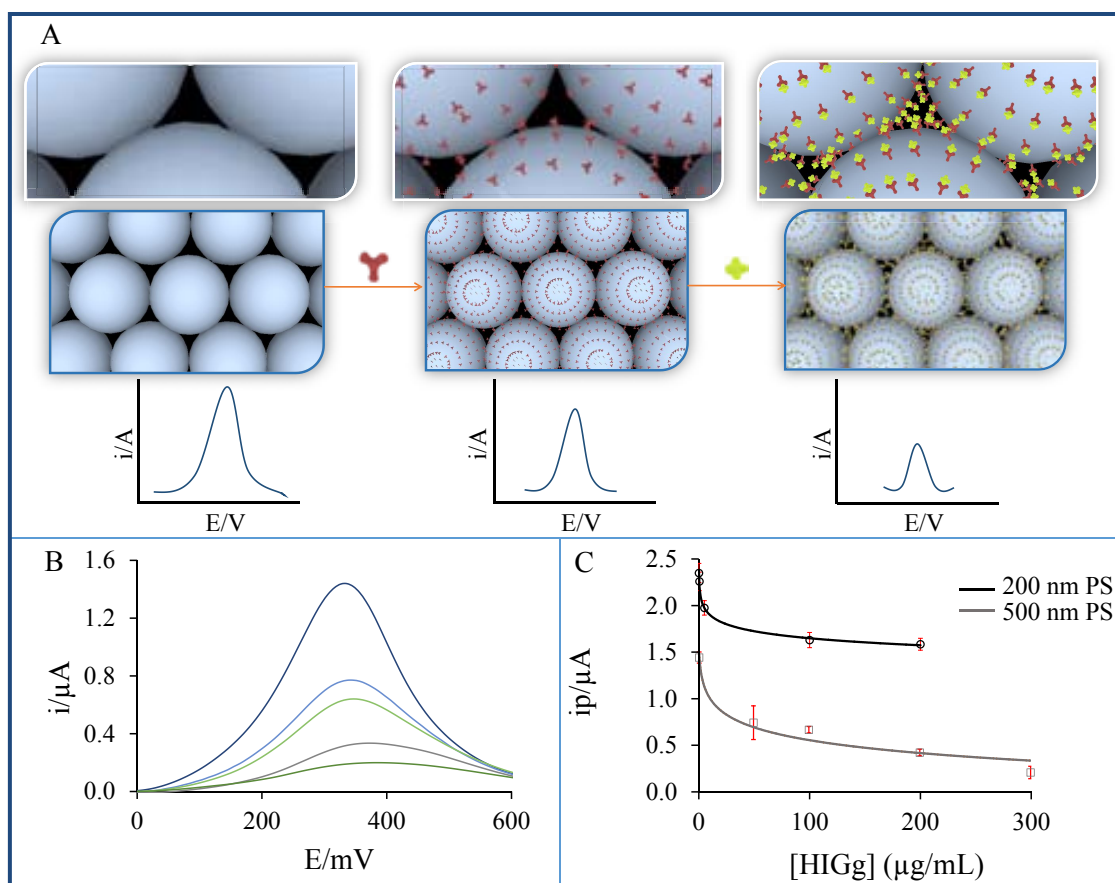 A
i/A
E/V
i/A
E/V
i/A
E/V
B
1.6
1.2
0.8
0.4
0.0
i/µA
0
200
400
600
E/mV
C
2.5
2.0
1.5
1.0
0.5
0.0
ip/µA
0
100
200
300
[HIGg] (µg/mL)
200 nm PS
500 nm PS